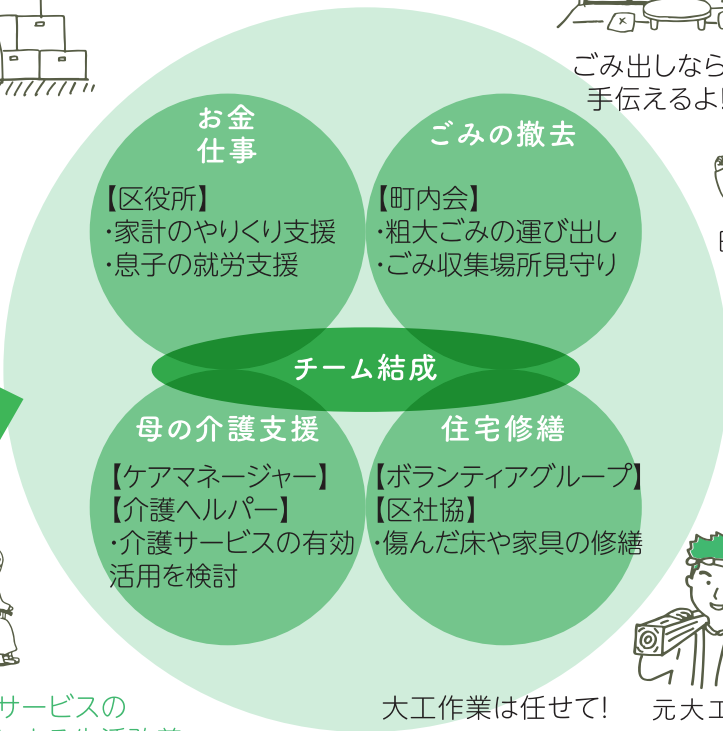 ごみ出しなら
手伝えるよ!
お金
仕事
【区役所】
・家計のやりくり支援
・息子の就労支援
ごみの撤去
【町内会】
・粗大ごみの運び出し
・ごみ収集場所見守り
チーム結成
母の介護支援
【ケアマネージャー】
【介護ヘルパー】
・介護サービスの有効
活用を検討
住宅修繕
【ボランティアグループ】
【区社協】
・傷んだ床や家具の修繕
サービスの
大工作業は任せて!
元大工